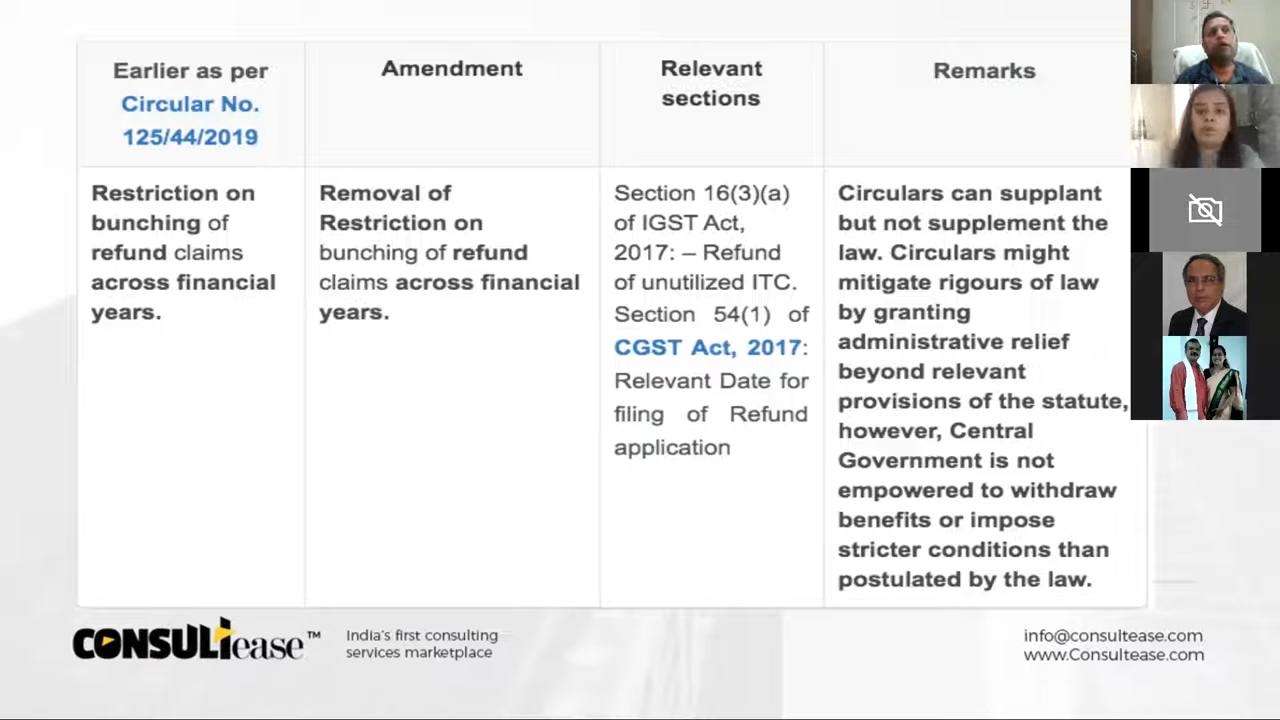 Earlier as per
Circular No.
125/44/2019
Amendment
Relevant
sections
Remarks
Restriction on
bunching of
refund claims
across financial
years.
Removal of
Restriction on
bunching of refund
claims across financial
years.
Section 16(3)(a)
of IGST Act,
2017: – Refund
of unutilized ITC.
Section 54(1) of
CGST Act, 2017:
Relevant Date for
filing of Refund
application
Circulars can supplant
but not supplement the
law. Circulars might
mitigate rigours of law
by granting
administrative relief
beyond relevant
provisions of the statute,
however, Central
Government is not
empowered to withdraw
benefits or impose
stricter conditions than
postulated by the law.
CONSULTease™
India's first consulting
services marketplace
info@consultease.com
www.Consultease.com